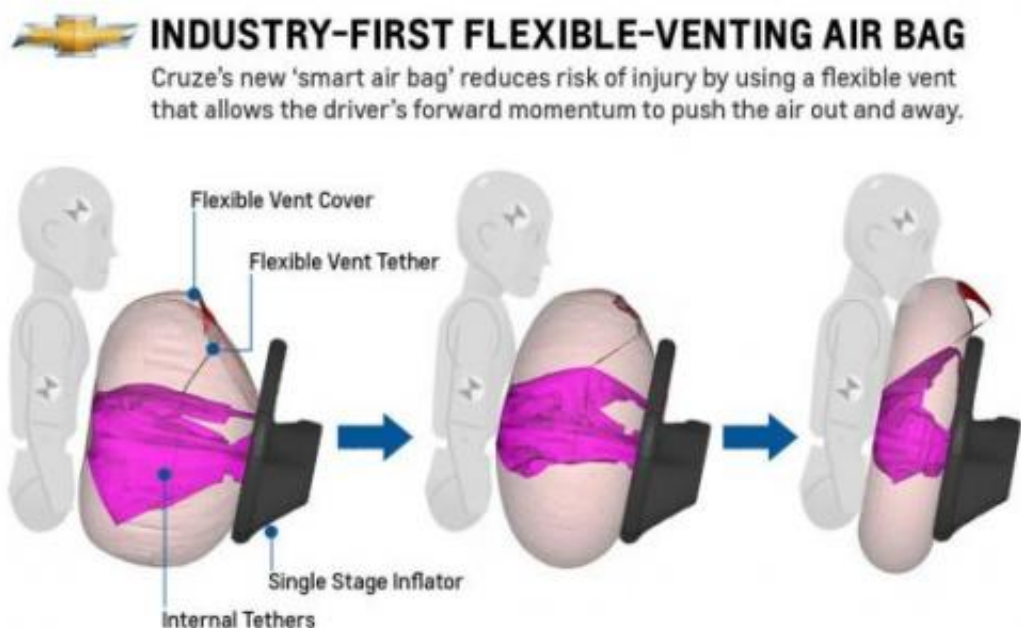 INDUSTRY-FIRST FLEXIBLE-VENTING AIR BAG
Cruze's new 'smart air bag' reduces risk of injury by using a flexible vent
that allows the driver's forward momentum to push the air out and away.
Flexible Vent Cover
Flexible Vent Tether
Single Stage Inflator
Internal Tethers